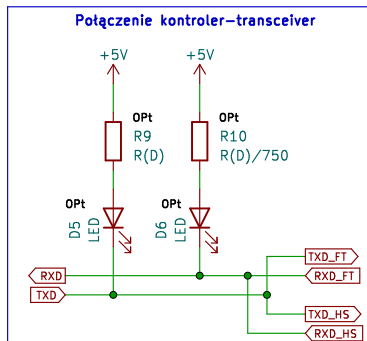 Połączenie kontroler-transceiver
+5V +5V
OPt OPt
R9 R10
R(D) R(D)/750
OPt OPt
D5 LED D6 LED
TXD_FT
RXD RXD_FT
TXD
TXD_HS
RXD_HS